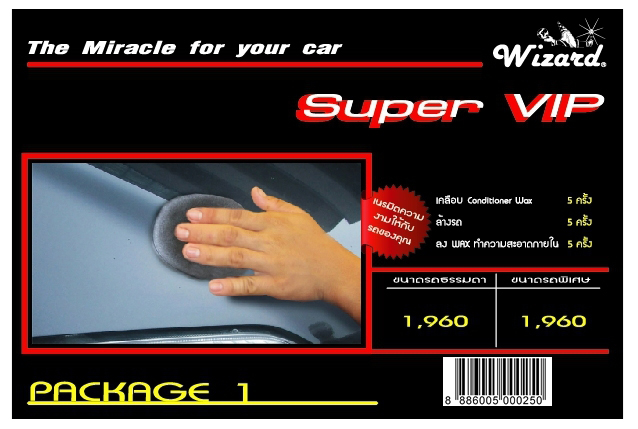 The Miracle for your car
Wizard®
Super VIP
เนรมิตความ
งามให้กับ
รถของคุณ
เคลือบ Conditioner Wax 5 ครั้ง
ล้างรถ 5 ครั้ง
ลง WAX ทำความสะอาดภายใน 5 ครั้ง
ขนาดรถธรรมดา ขนาดรถพิเศษ
1,960 1,960
PACKAGE 1
8 886005 000250